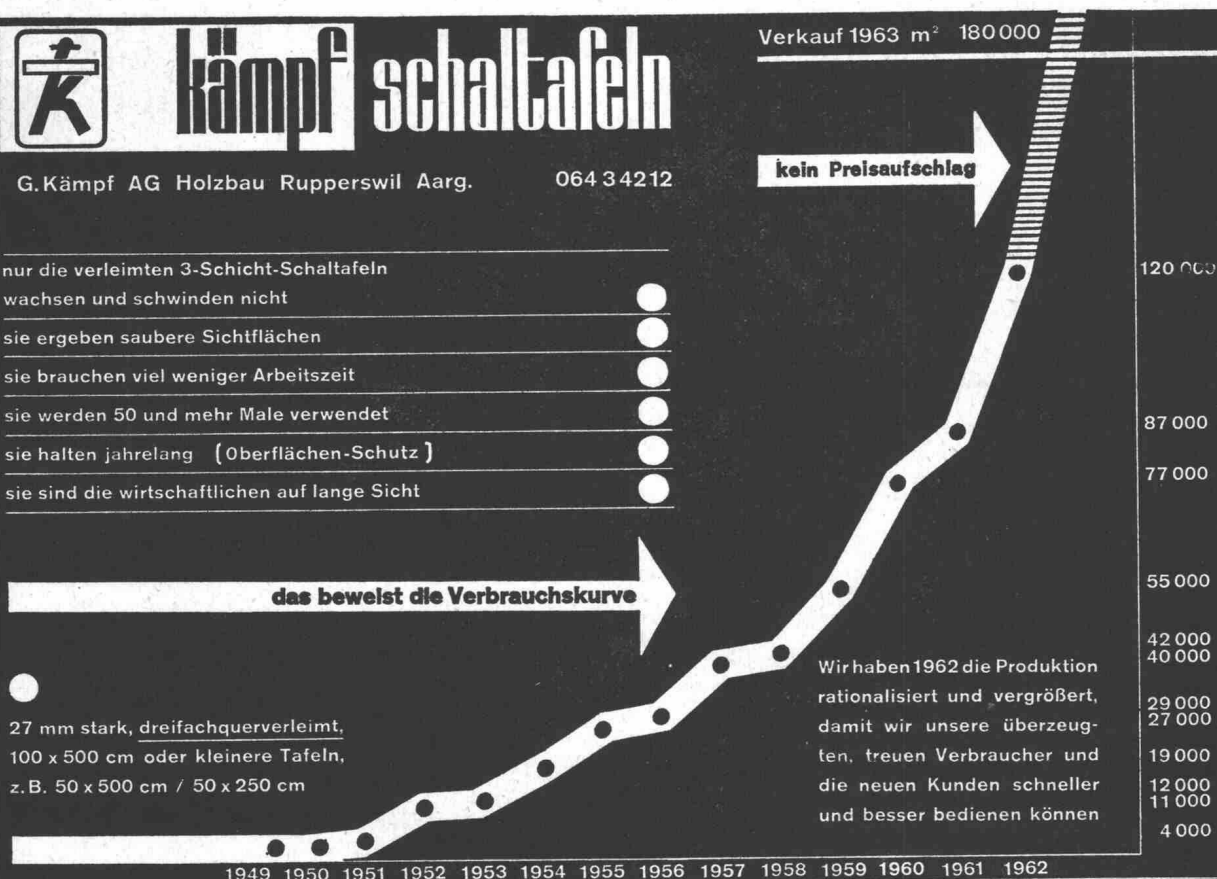 kämpf schaltafeln
G. Kämpf AG Holzbau Rupperswil Aarg. 064 3 42 12
nur die verleimten 3-Schicht-Schaltafeln
wachsen und schwinden nicht
sie ergeben saubere Sichtflächen
sie brauchen viel weniger Arbeitszeit
sie werden 50 und mehr Male verwendet
sie halten jahrelang [Oberflächen-Schutz]
sie sind die wirtschaftlichen auf lange Sicht
das beweist die Verbrauchskurve
27 mm stark, dreifachquerverleimt,
100 x 500 cm oder kleinere Tafeln,
z.B. 50 x 500 cm / 50 x 250 cm
Verkauf 1963 m² 180 000
kein Preisaufschlag
120 000
87 000
77 000
55 000
42 000
40 000
29 000
27 000
19 000
12 000
11 000
4 000
Wir haben 1962 die Produktion
rationalisiert und vergrößert,
damit wir unsere überzeug-
ten, treuen Verbraucher und
die neuen Kunden schneller
und besser bedienen können
1949 1950 1951 1952 1953 1954 1955 1956 1957 1958 1959 1960 1961 1962